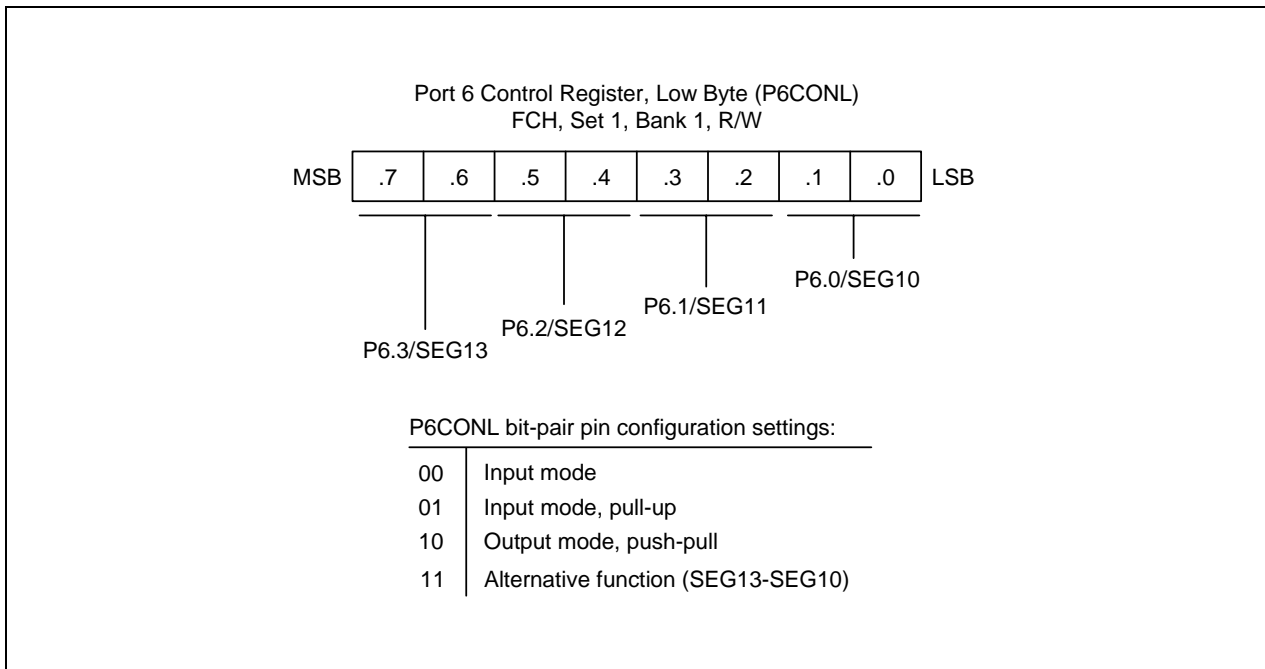 Port 6 Control Register, Low Byte (P6CONL)
FCH, Set 1, Bank 1, R/W
MSB .7 .6 .5 .4 .3 .2 .1 .0 LSB
P6.0/SEG10
P6.1/SEG11
P6.2/SEG12
P6.3/SEG13
P6CONL bit-pair pin configuration settings:
00 Input mode
01 Input mode, pull-up
10 Output mode, push-pull
11 Alternative function (SEG13-SEG10)